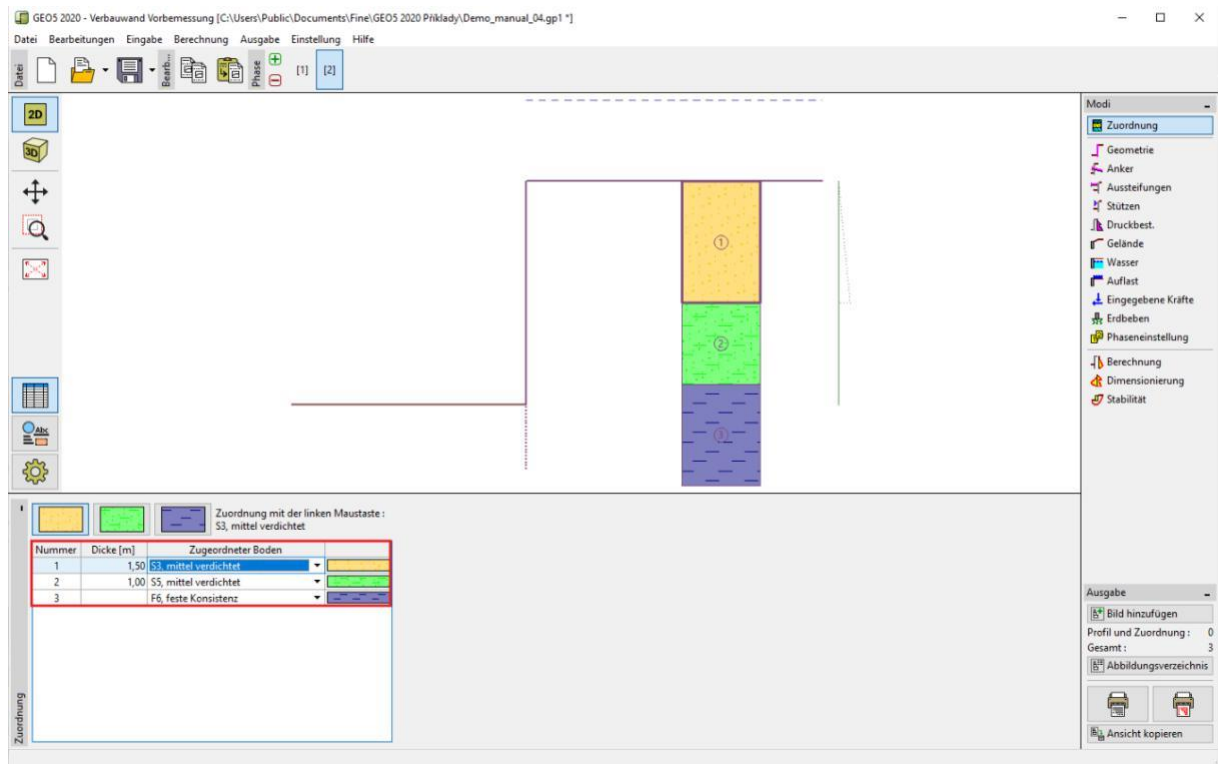 GEO5 2020 - Verbauwand Vorbemessung [C:\Users\Public\Documents\Fine\GEO5 2020 Příklady\Demo_manual_04.gp1 *]
Datei Bearbeitungen Eingabe Berechnung Ausgabe Einstellung Hilfe
Datei
Bearb...
Phase
[1]
[2]
2D
3D
Abc
1
2
3
Modi
Zuordnung
Geometrie
Anker
Aussteifungen
Stützen
Druckbest.
Gelände
Wasser
Auflast
Eingegebene Kräfte
Erdbeben
Phaseneinstellung
Berechnung
Dimensionierung
Stabilität
Zuordnung
Zuordnung mit der linken Maustaste :
S3, mittel verdichtet
Nummer Dicke [m] Zugeordneter Boden
1 1,50 S3, mittel verdichtet
2 1,00 S5, mittel verdichtet
3 F6, feste Konsistenz
Ausgabe
Bild hinzufügen
Profil und Zuordnung : 0
Gesamt : 3
Abbildungsverzeichnis
Ansicht kopieren